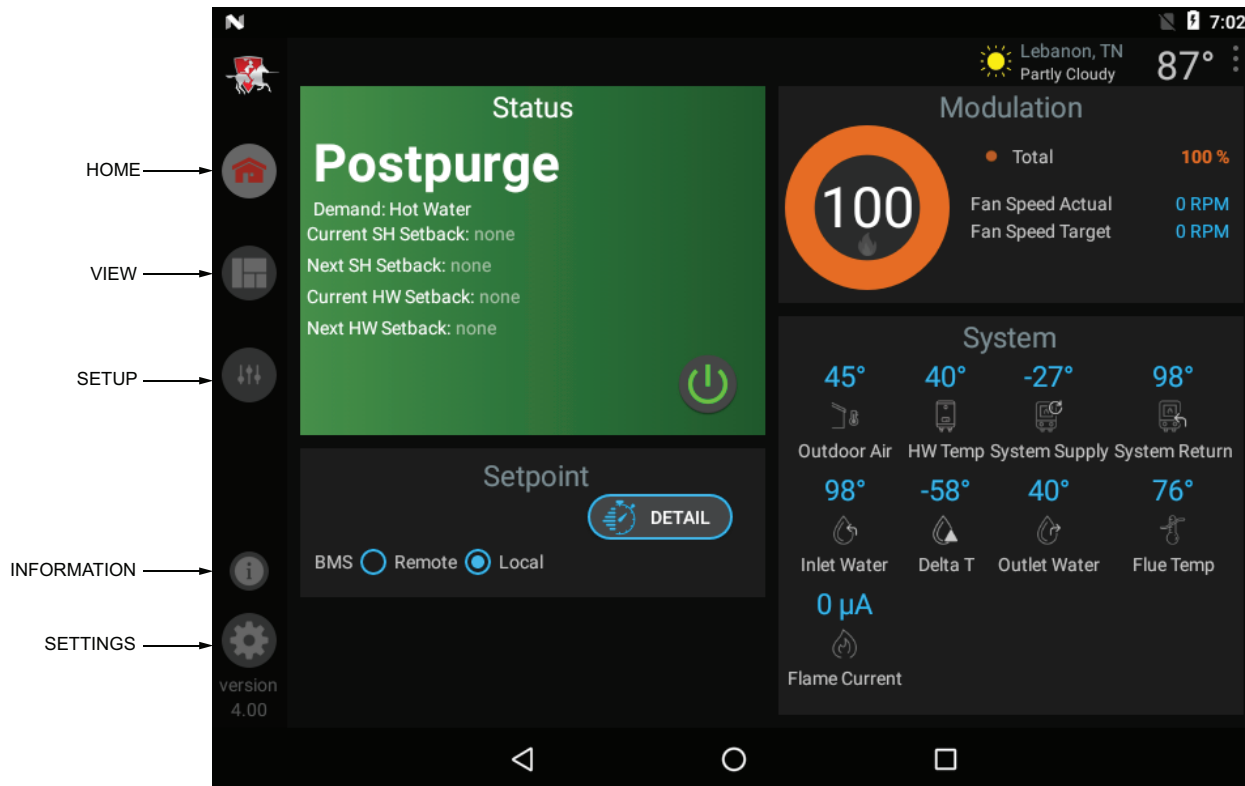 7:02
Lebanon, TN
Partly Cloudy
87°
HOME
VIEW
SETUP
INFORMATION
SETTINGS
version
4.00
Status
Postpurge
Demand: Hot Water
Current SH Setback: none
Next SH Setback: none
Current HW Setback: none
Next HW Setback: none
Setpoint
DETAIL
BMS Remote Local
Modulation
100
Total 100 %
Fan Speed Actual 0 RPM
Fan Speed Target 0 RPM
System
45° 40° -27° 98°
Outdoor Air HW Temp System Supply System Return
98° -58° 40° 76°
Inlet Water Delta T Outlet Water Flue Temp
0 µA
Flame Current